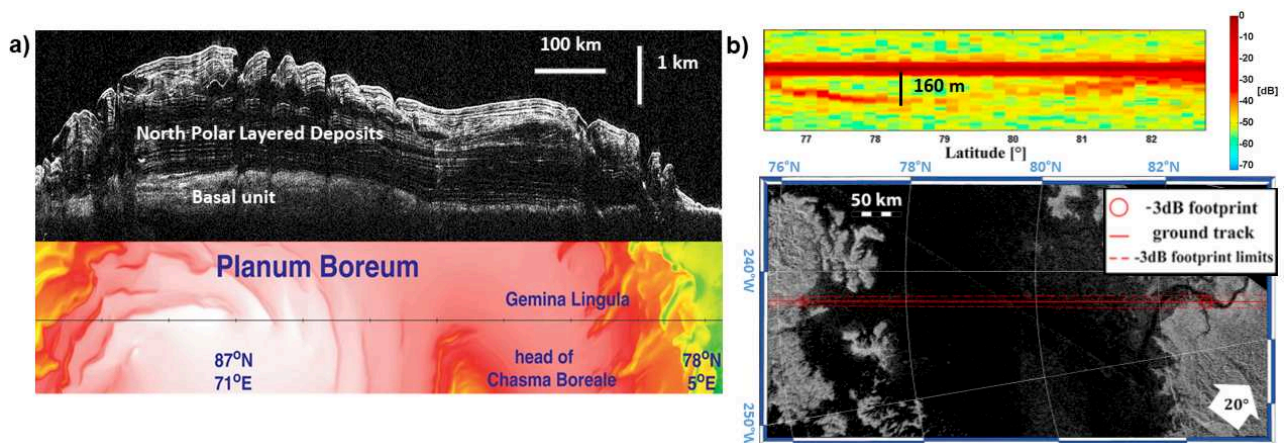 a)
100 km
1 km
North Polar Layered Deposits
Basal unit
Planum Boreum
Gemina Lingula
87°N
71°E
head of
Chasma Boreale
78°N
5°E
b)
160 m
0
-10
-20
-30
-40
-50
-60
-70
[dB]
77 78 79 80 81 82
Latitude [°]
76°N 78°N 80°N 82°N
50 km
-3dB footprint
ground track
-3dB footprint limits
240°W
250°W
20°